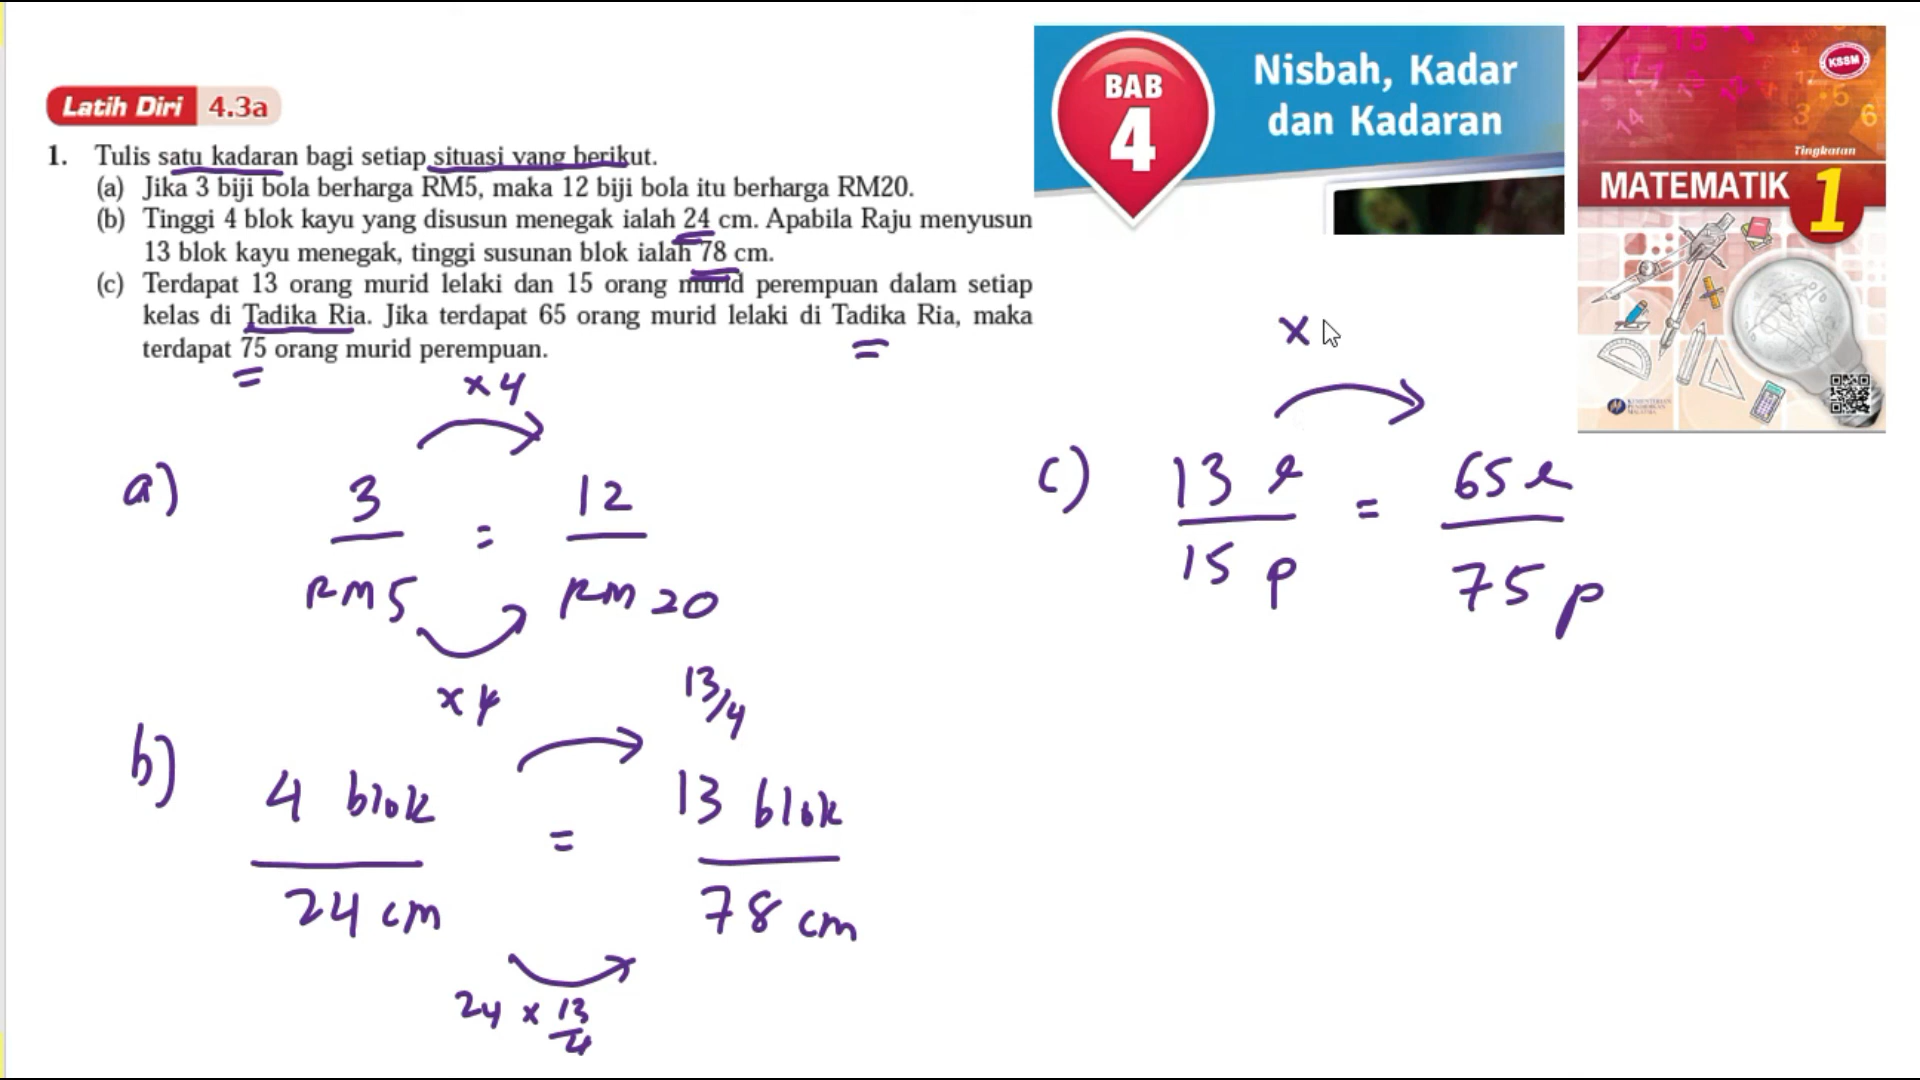 Latih Diri 4.3a
1. Tulis satu kadaran bagi setiap situasi yang berikut.
(a) Jika 3 biji bola berharga RM5, maka 12 biji bola itu berharga RM20.
(b) Tinggi 4 blok kayu yang disusun menegak ialah 24 cm. Apabila Raju menyusun
13 blok kayu menegak, tinggi susunan blok ialah 78 cm.
(c) Terdapat 13 orang murid lelaki dan 15 orang murid perempuan dalam setiap
kelas di Tadika Ria. Jika terdapat 65 orang murid lelaki di Tadika Ria, maka
terdapat 75 orang murid perempuan.
BAB
4
Nisbah, Kadar
dan Kadaran
KSSM
Tingkatan
MATEMATIK 1
x 4
a) 3 = 12
RM5 RM 20
x 4
13/4
b) 4 blok = 13 blok
24 cm 78 cm
24 x 13
4
x
c) 13 l = 65 l
15 p 75 p